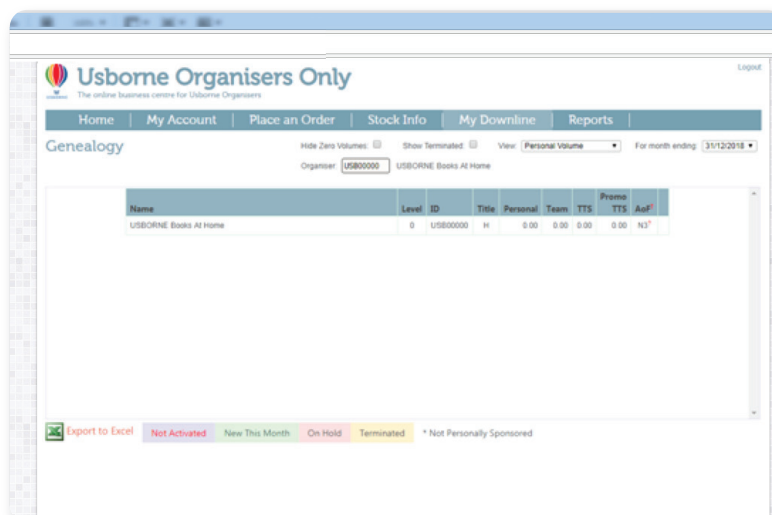 Logout
Usborne Organisers Only
The online business centre for Usborne Organisers
Home | My Account | Place an Order | Stock Info | My Downline | Reports |
Genealogy
Hide Zero Volumes: Show Terminated: View: Personal Volume For month ending: 31/12/2018
Organiser: USB00000 USBORNE Books At Home
Name Level ID Title Personal Team TTS Promo TTS AoF*
USBORNE Books At Home 0 USB00000 H 0.00 0.00 0.00 0.00 N3*
Export to Excel Not Activated New This Month On Hold Terminated * Not Personally Sponsored